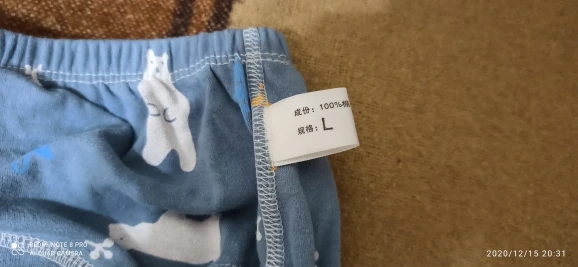 成份：100%棉
规格：L
REDMI NOTE 8 PRO
AI QUAD CAMERA
2020/12/15 20:31